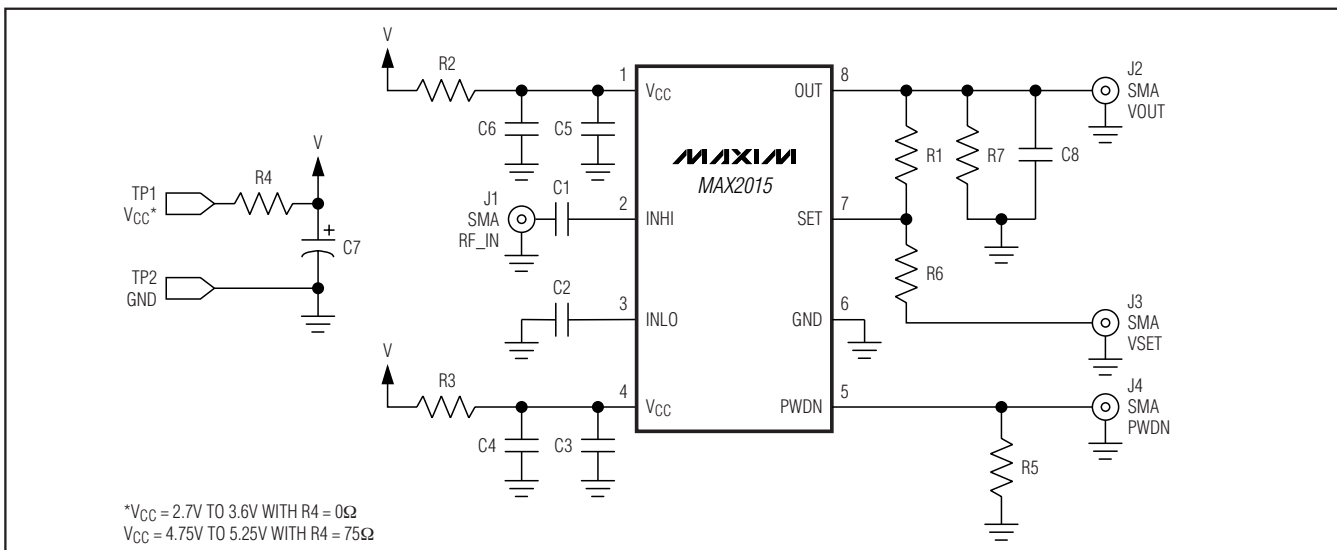 V
R2
1
VCC
C6
C5
V
TP1
VCC*
R4
+
C7
TP2
GND
J1
SMA
RF_IN
C1
2
INHI
C2
3
INLO
V
R3
4
VCC
C4
C3
MAXIM
MAX2015
OUT
8
SET
7
GND
6
PWDN
5
R1
R7
C8
R6
R5
J2
SMA
VOUT
J3
SMA
VSET
J4
SMA
PWDN
*VCC = 2.7V TO 3.6V WITH R4 = 0Ω
VCC = 4.75V TO 5.25V WITH R4 = 75Ω